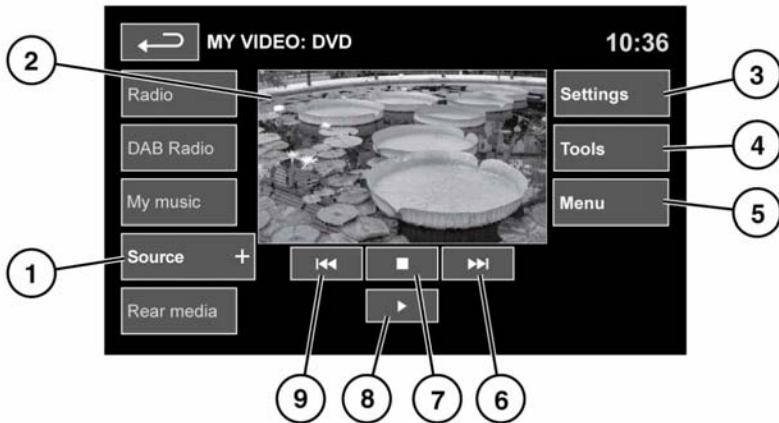 MY VIDEO: DVD 10:36
2
3
Radio
Settings
4
DAB Radio
Tools
My music
Menu
5
1
Source +
Rear media
9 8 7 6